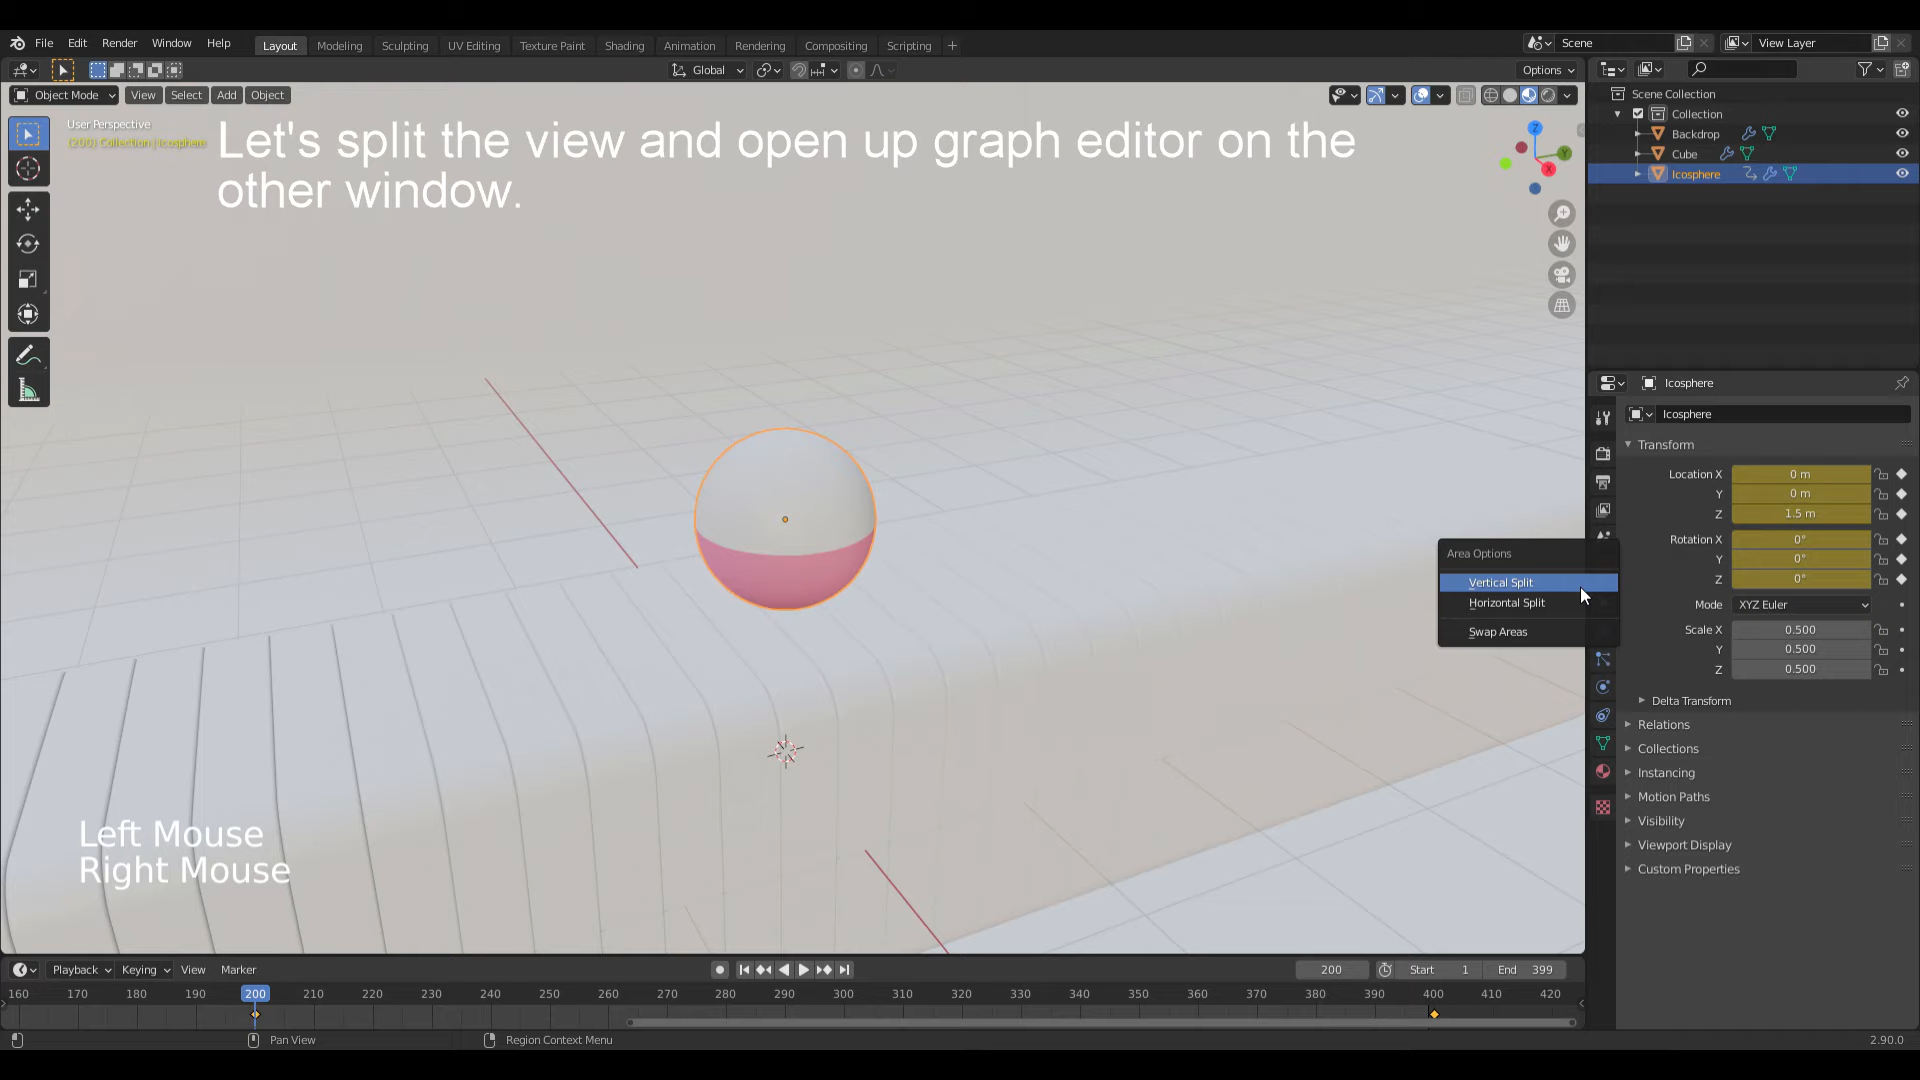 File Edit Render Window Help Layout Modeling Sculpting UV Editing Texture Paint Shading Animation Rendering Compositing Scripting + Scene View Layer
Global Options
Object Mode View Select Add Object
User Perspective
(200) Collection | Icosphere
Let's split the view and open up graph editor on the
other window.
Z
Y
X
Scene Collection
Collection
Backdrop
Cube
Icosphere
Icosphere
Icosphere
Transform
Location X 0 m
Y 0 m
Z 1.5 m
Rotation X 0°
Y 0°
Z 0°
Mode XYZ Euler
Scale X 0.500
Y 0.500
Z 0.500
Delta Transform
Relations
Collections
Instancing
Motion Paths
Visibility
Viewport Display
Custom Properties
Area Options
Vertical Split
Horizontal Split
Swap Areas
Left Mouse
Right Mouse
Playback Keying View Marker 200 Start 1 End 399
160 170 180 190 200 210 220 230 240 250 260 270 280 290 300 310 320 330 340 350 360 370 380 390 400 410 420
Pan View Region Context Menu 2.90.0